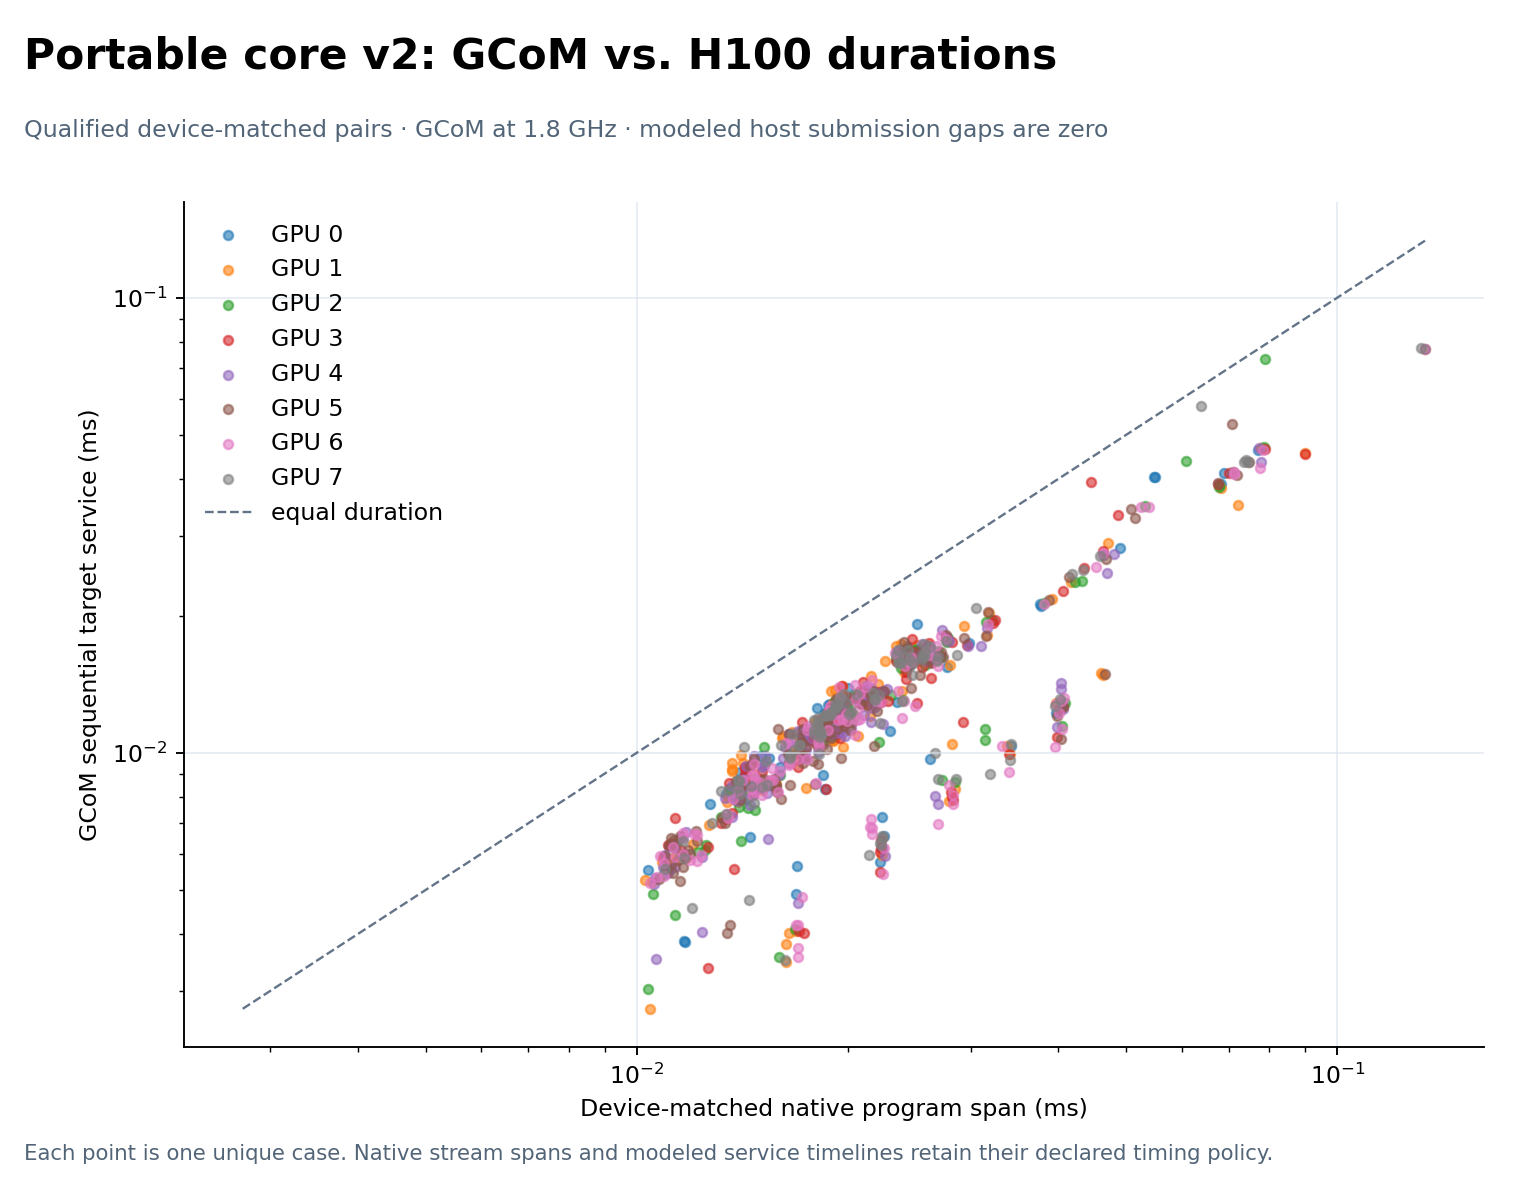 Portable core v2: GCoM vs. H100 durations
Qualified device-matched pairs · GCoM at 1.8 GHz · modeled host submission gaps are zero
GPU 0
GPU 1
GPU 2
GPU 3
GPU 4
GPU 5
GPU 6
GPU 7
equal duration
GCoM sequential target service (ms)
10⁻¹
10⁻²
10⁻²
10⁻¹
Device-matched native program span (ms)
Each point is one unique case. Native stream spans and modeled service timelines retain their declared timing policy.